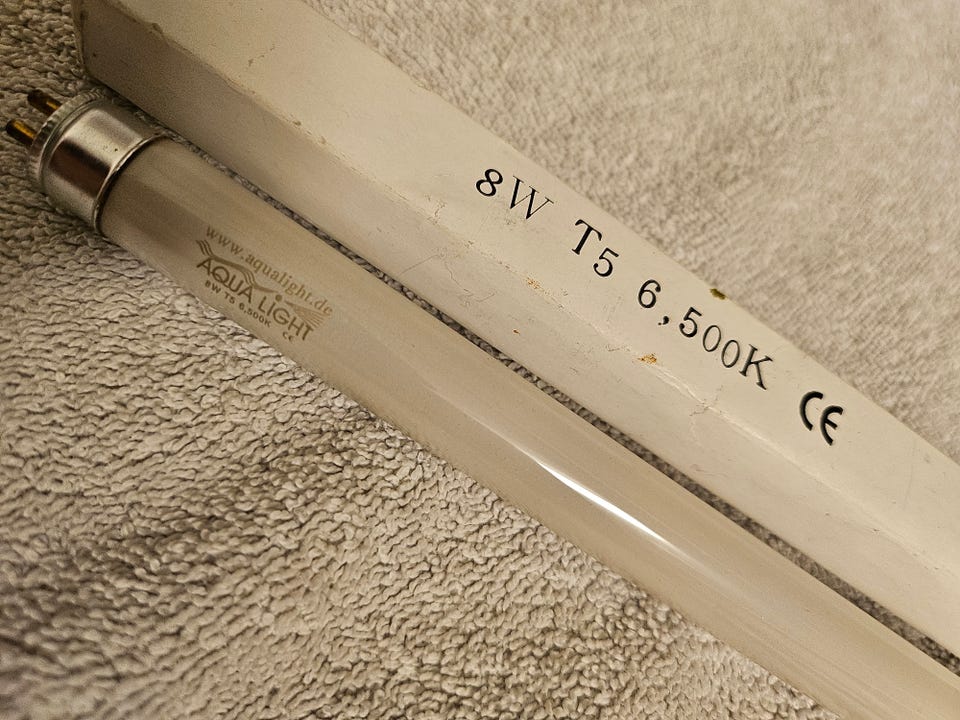 8W T5 6,500K CE
www.aqualight.de
AQUA LIGHT
8W T5 6,500K
CE